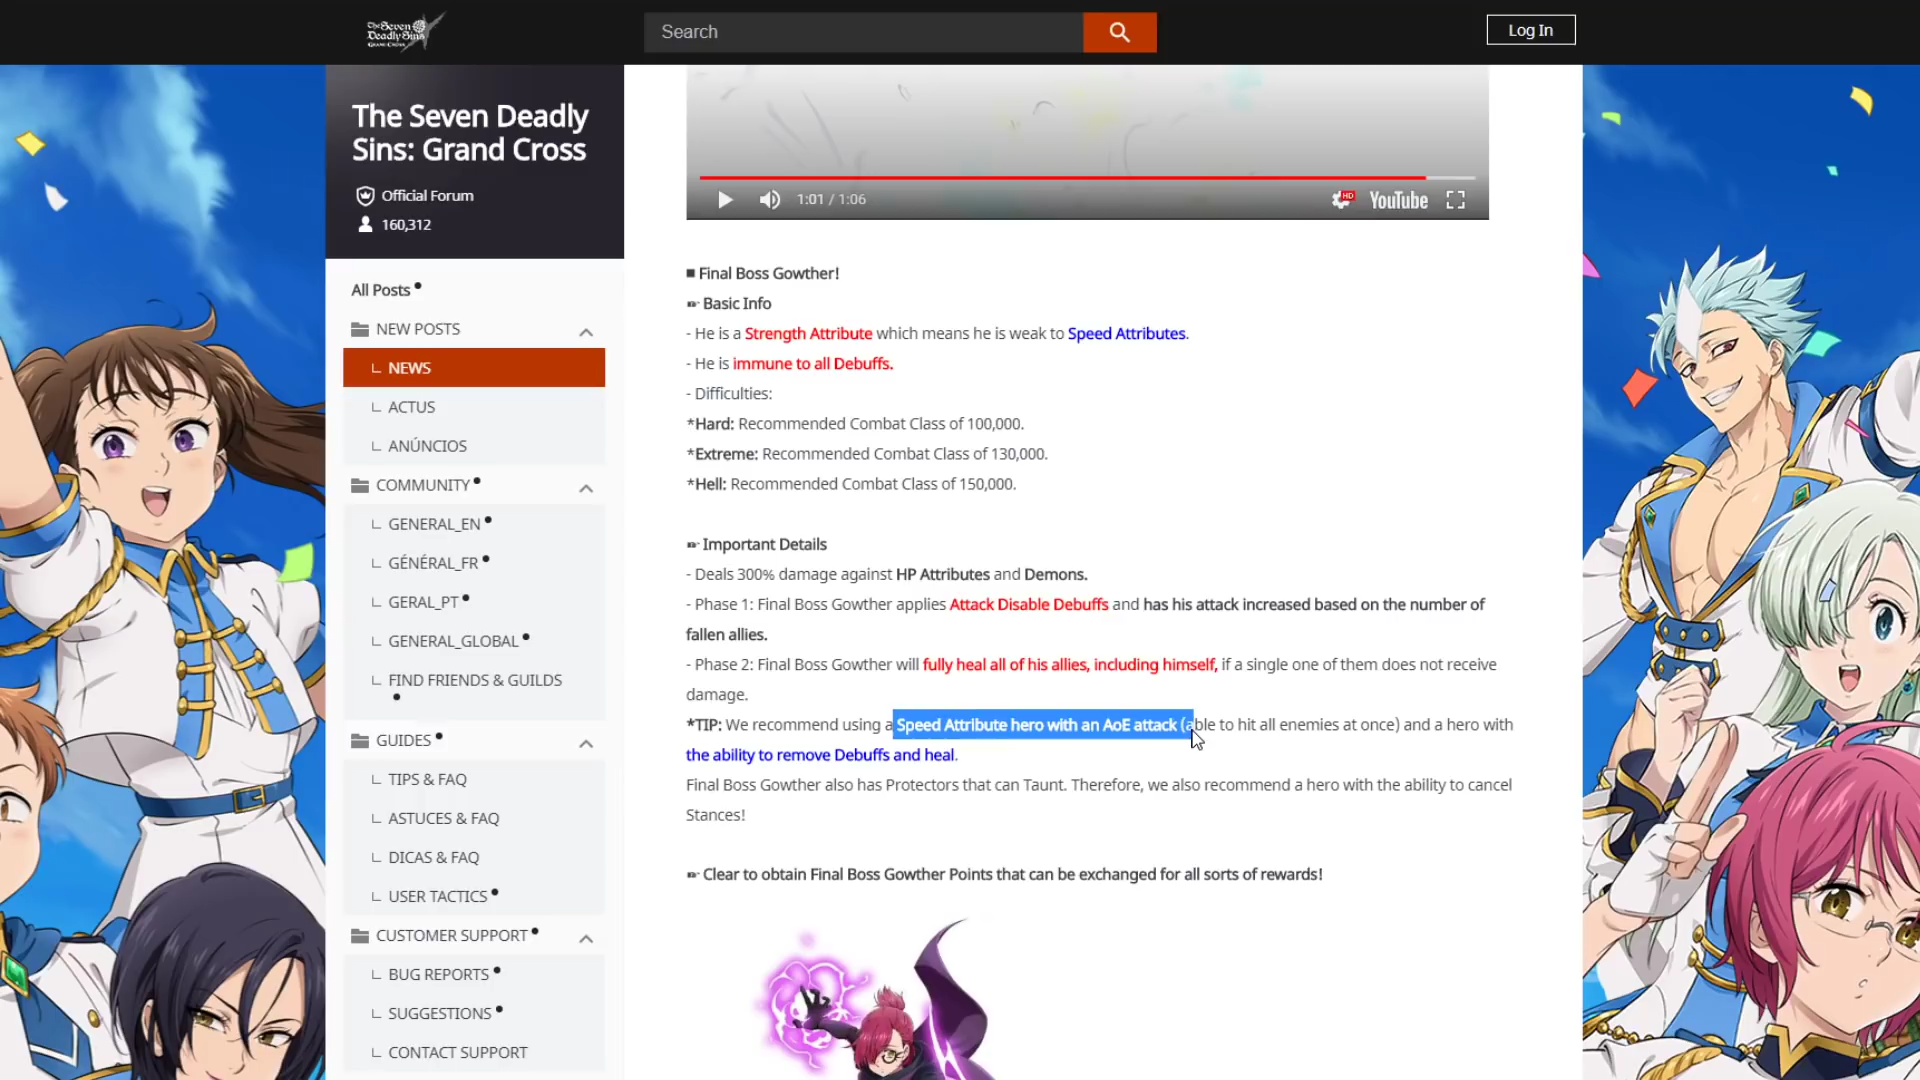 The Seven
Deadly Sins
GRAND CROSS
Search
Log In
The Seven Deadly
Sins: Grand Cross
Official Forum
160,312
All Posts
NEW POSTS
NEWS
ACTUS
ANÚNCIOS
COMMUNITY
GENERAL_EN
GÉNÉRAL_FR
GERAL_PT
GENERAL_GLOBAL
FIND FRIENDS & GUILDS
GUIDES
TIPS & FAQ
ASTUCES & FAQ
DICAS & FAQ
USER TACTICS
CUSTOMER SUPPORT
BUG REPORTS
SUGGESTIONS
CONTACT SUPPORT
1:01 / 1:06
HD
YouTube
■ Final Boss Gowther!
☞ Basic Info
- He is a Strength Attribute which means he is weak to Speed Attributes.
- He is immune to all Debuffs.
- Difficulties:
*Hard: Recommended Combat Class of 100,000.
*Extreme: Recommended Combat Class of 130,000.
*Hell: Recommended Combat Class of 150,000.
☞ Important Details
- Deals 300% damage against HP Attributes and Demons.
- Phase 1: Final Boss Gowther applies Attack Disable Debuffs and has his attack increased based on the number of
fallen allies.
- Phase 2: Final Boss Gowther will fully heal all of his allies, including himself, if a single one of them does not receive
damage.
*TIP: We recommend using a Speed Attribute hero with an AoE attack (able to hit all enemies at once) and a hero with
the ability to remove Debuffs and heal.
Final Boss Gowther also has Protectors that can Taunt. Therefore, we also recommend a hero with the ability to cancel
Stances!
☞ Clear to obtain Final Boss Gowther Points that can be exchanged for all sorts of rewards!